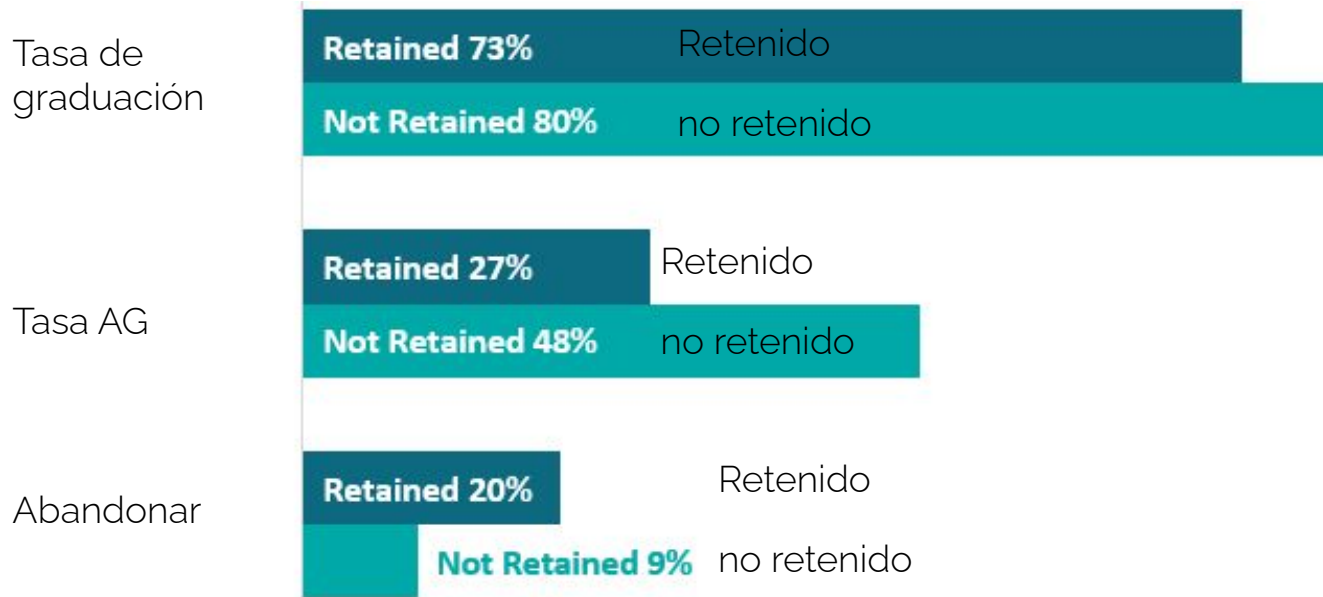 Tasa de
graduación
Retained 73% Retenido
Not Retained 80% no retenido
Tasa AG
Retained 27% Retenido
Not Retained 48% no retenido
Abandonar
Retained 20% Retenido
Not Retained 9% no retenido